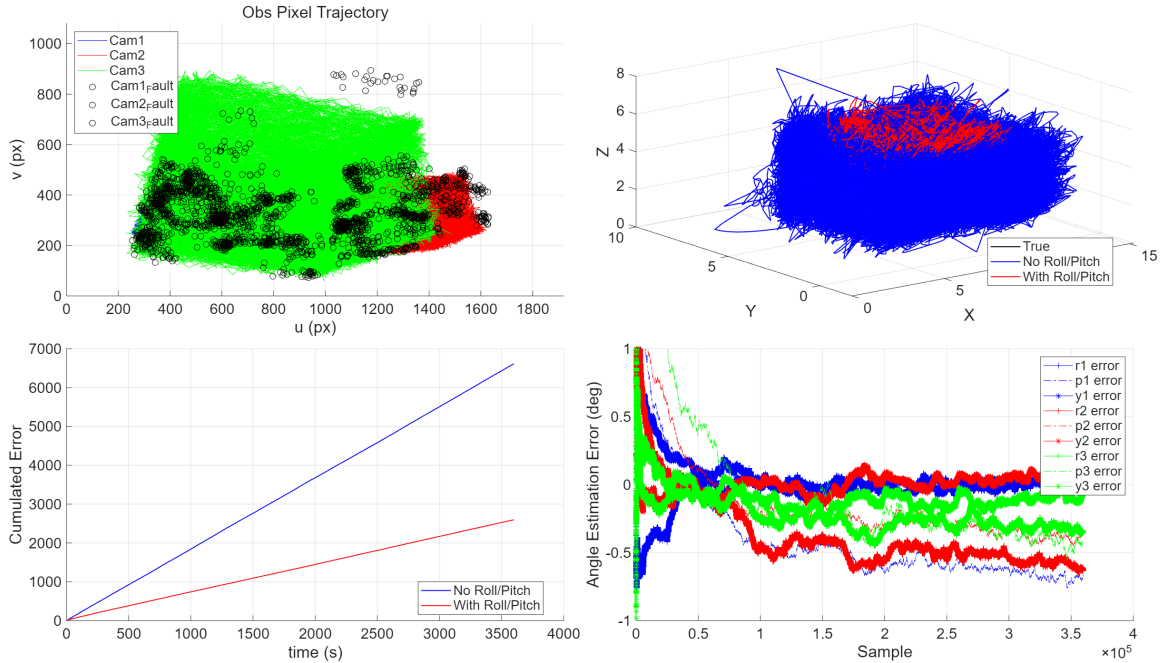 Obs Pixel Trajectory
1000
800
600
400
200
0
v (px)
0
200
400
600
800
1000
1200
1400
1600
1800
u (px)
Cam1
Cam2
Cam3
Cam1Fault
Cam2Fault
Cam3Fault
8
6
4
2
0
Z
10
5
0
Y
0
5
15
X
True
No Roll/Pitch
With Roll/Pitch
7000
6000
5000
4000
3000
2000
1000
0
Cumulated Error
0
500
1000
1500
2000
2500
3000
3500
4000
time (s)
No Roll/Pitch
With Roll/Pitch
1
0.5
0
-0.5
-1
Angle Estimation Error (deg)
0
0.5
1
1.5
2
2.5
3
3.5
4
×10⁵
Sample
r1 error
p1 error
y1 error
r2 error
p2 error
y2 error
r3 error
p3 error
y3 error